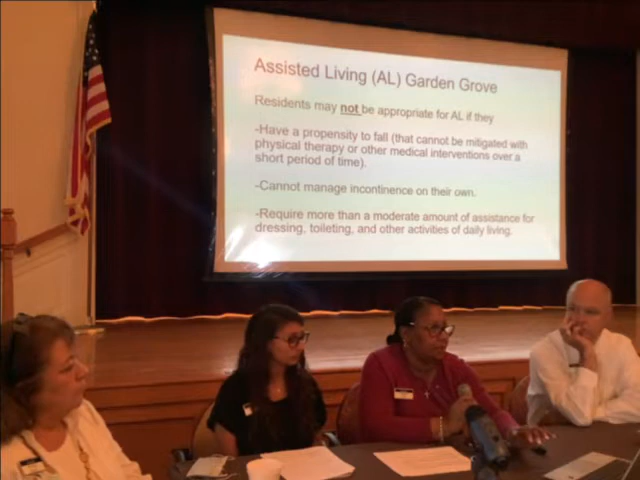 Assisted Living (AL) Garden Grove
Residents may not be appropriate for AL if they
-Have a propensity to fall (that cannot be mitigated with
physical therapy or other medical interventions over a
short period of time).
-Cannot manage incontinence on their own.
-Require more than a moderate amount of assistance for
dressing, toileting, and other activities of daily living.